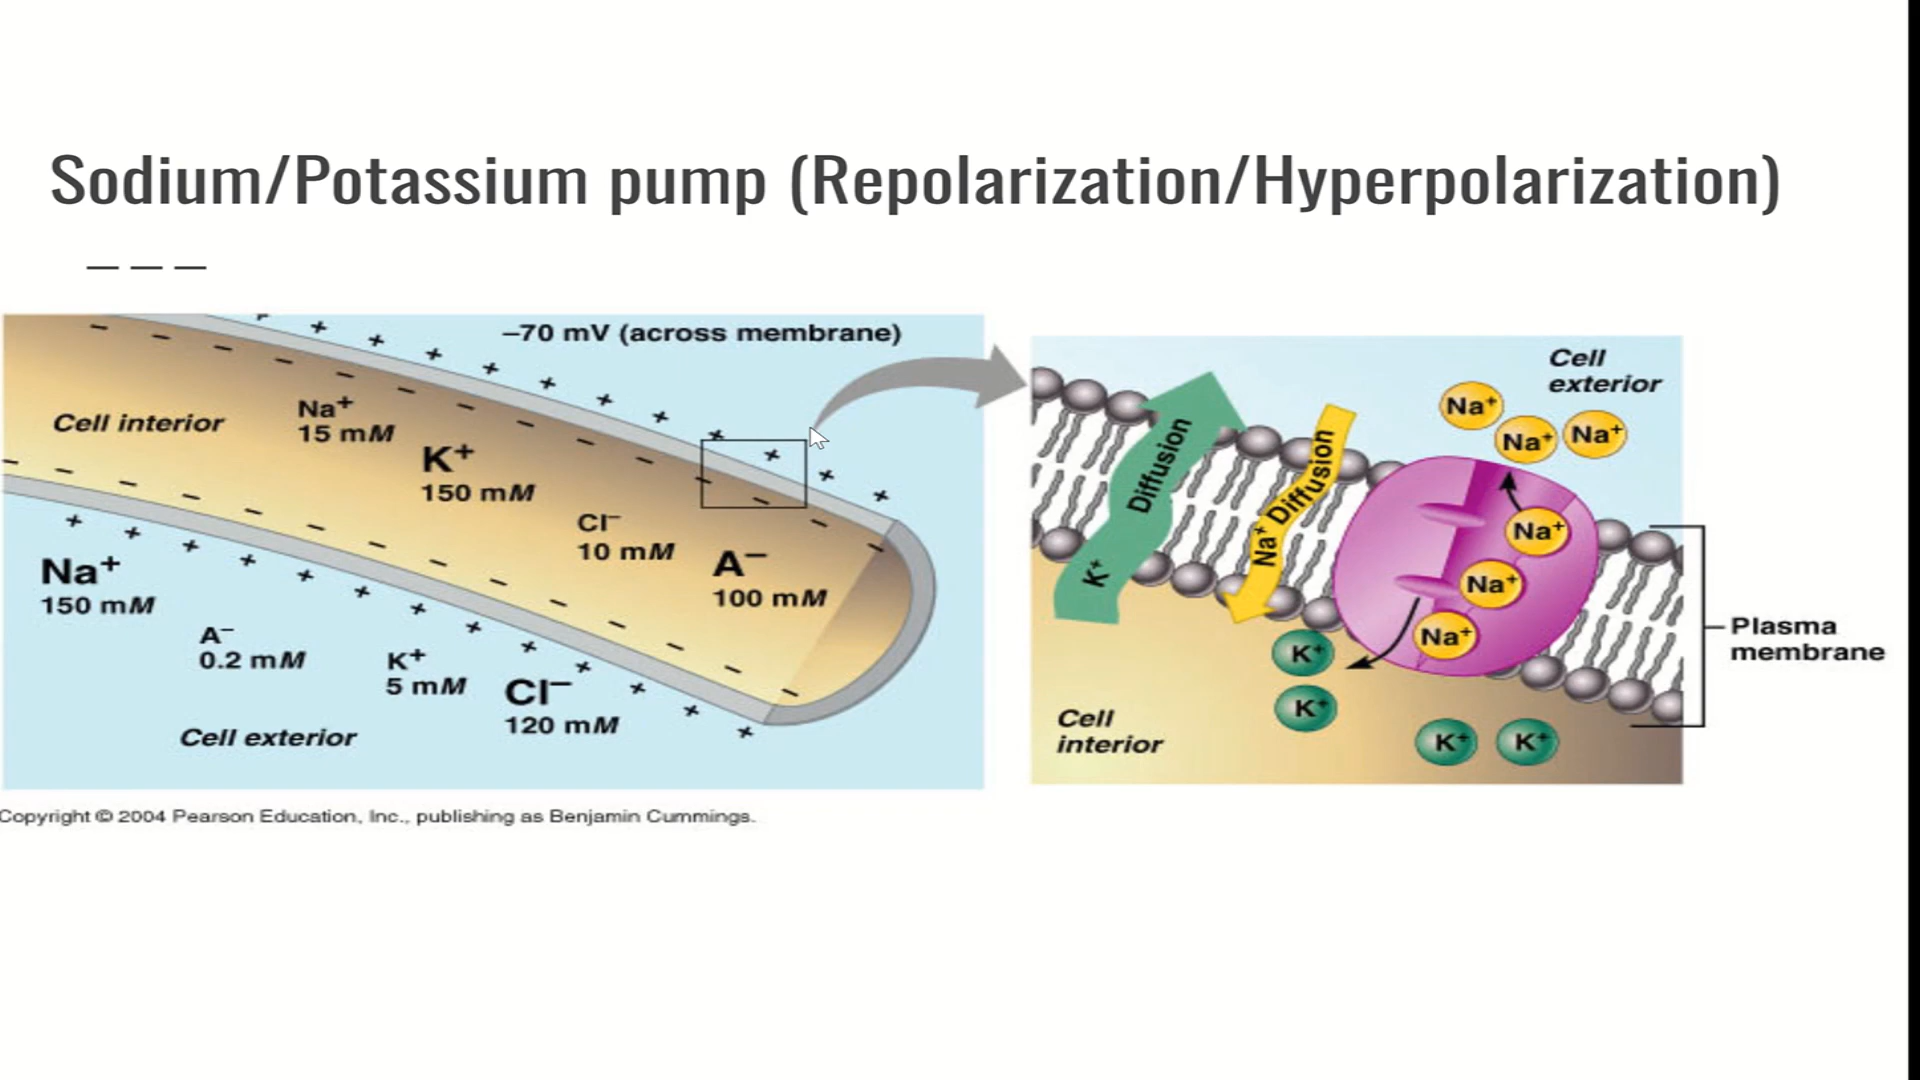 Sodium/Potassium pump (Repolarization/Hyperpolarization)
–70 mV (across membrane)
Cell interior
Na+
15 mM
K+
150 mM
Cl–
10 mM
A–
100 mM
Na+
150 mM
A–
0.2 mM
K+
5 mM
Cl–
120 mM
Cell exterior
Copyright © 2004 Pearson Education, Inc., publishing as Benjamin Cummings.
Cell
exterior
Na+
Na+
Na+
K+ Diffusion
Na+ Diffusion
Na+
Na+
Na+
K+
K+
K+
K+
Cell
interior
Plasma
membrane